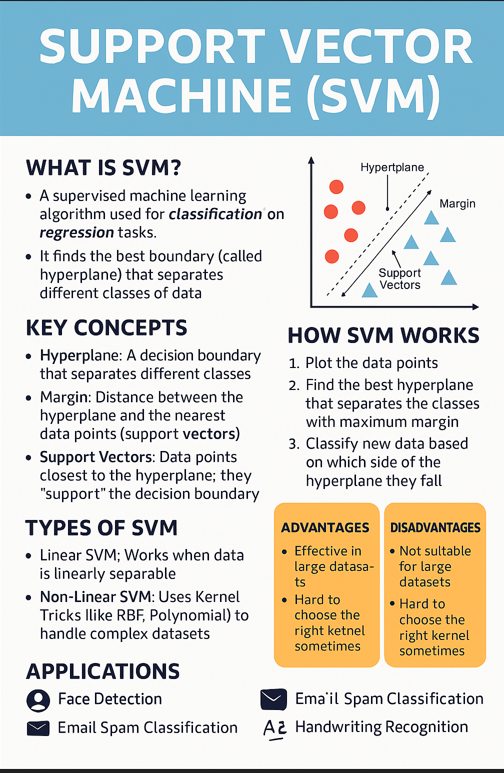 SUPPORT VECTOR
MACHINE (SVM)
WHAT IS SVM?
• A supervised machine learning
algorithm used for classification on
regression tasks.
• It finds the best boundary (called
hyperplane) that separates
different classes of data
Hypertplane
Margin
Support
Vectors
KEY CONCEPTS
• Hyperplane: A decision boundary
that separates different classes
• Margin: Distance between the
hyperplane and the nearest
data points (support vectors)
• Support Vectors: Data points
closest to the hyperplane; they
"support" the decision boundary
HOW SVM WORKS
1. Plot the data points
2. Find the best hyperplane
that separates the classes
with maximum margin
3. Classify new data based
on which side of the
hyperplane they fall
TYPES OF SVM
• Linear SVM; Works when data
is linearly separable
• Non-Linear SVM: Uses Kernel
Tricks llike RBF, Polynomial) to
handle complex datasets
ADVANTAGES
• Effective in
large datasa-
ts
• Hard to
choose the
right ketnel
sometimes
DISADVANTAGES
• Not sultable
for large
datasets
• Hard to
choose the
right kernel
sometimes
APPLICATIONS
Face Detection
Email Spam Classification
Ema'il Spam Classification
Handwriting Recognition